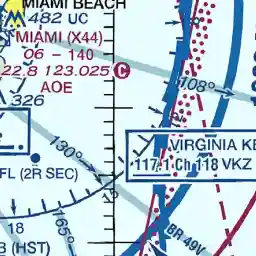 MIAMI BEACH
482 UC
MIAMI (X44)
06 - 140
22.8 123.025 C
AOE
326
108°
VIRGINIA KE
117.1 Ch 118 VKZ
130°
FL (2R SEC)
18
165°
B (HST)
BR 49V